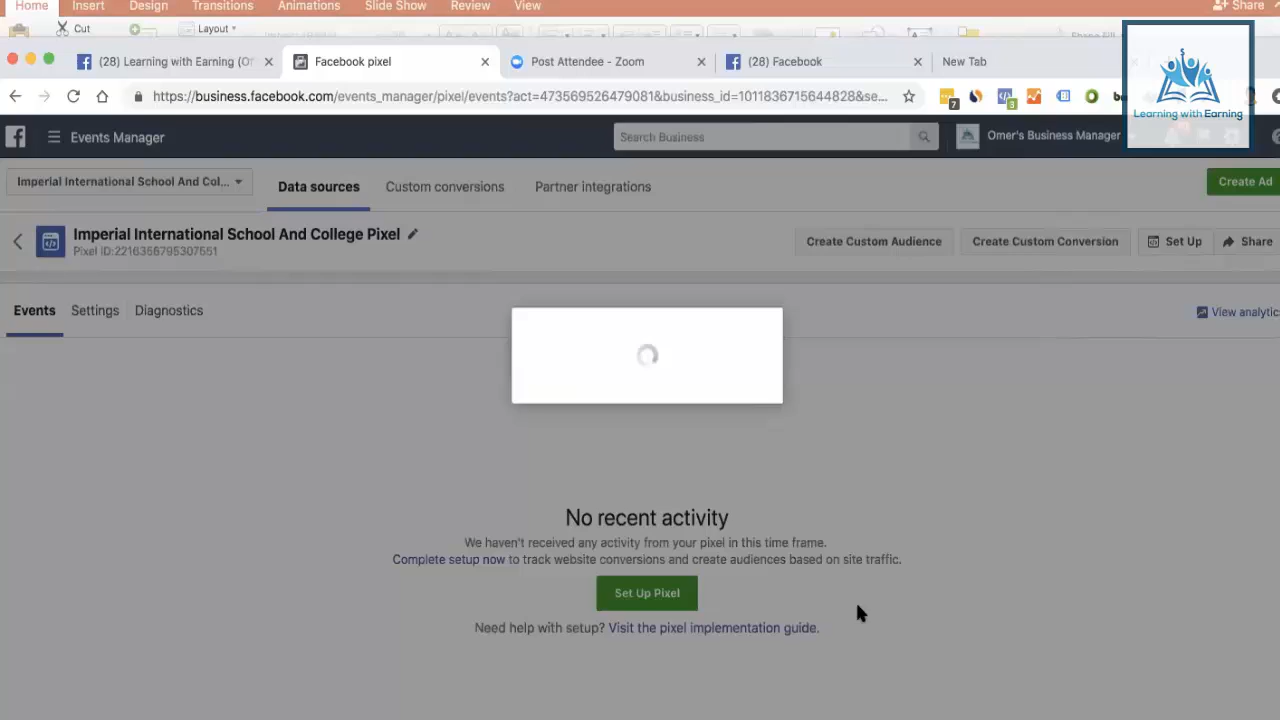 Home Insert Design Transitions Animations Slide Show Review View Share
Cut Layout
(28) Learning with Earning (Of Facebook pixel Post Attendee - Zoom (28) Facebook New Tab
https://business.facebook.com/events_manager/pixel/events?act=473569526479081&business_id=1011836715644828&se...
7 3
$
Learning with Earning
Events Manager Search Business Omer's Business Manager
Imperial International School And Col... Data sources Custom conversions Partner integrations Create Ad
Imperial International School And College Pixel Create Custom Audience Create Custom Conversion Set Up Share
Pixel ID:2216356795307551
Events Settings Diagnostics View analytic
No recent activity
We haven't received any activity from your pixel in this time frame.
Complete setup now to track website conversions and create audiences based on site traffic.
Set Up Pixel
Need help with setup? Visit the pixel implementation guide.